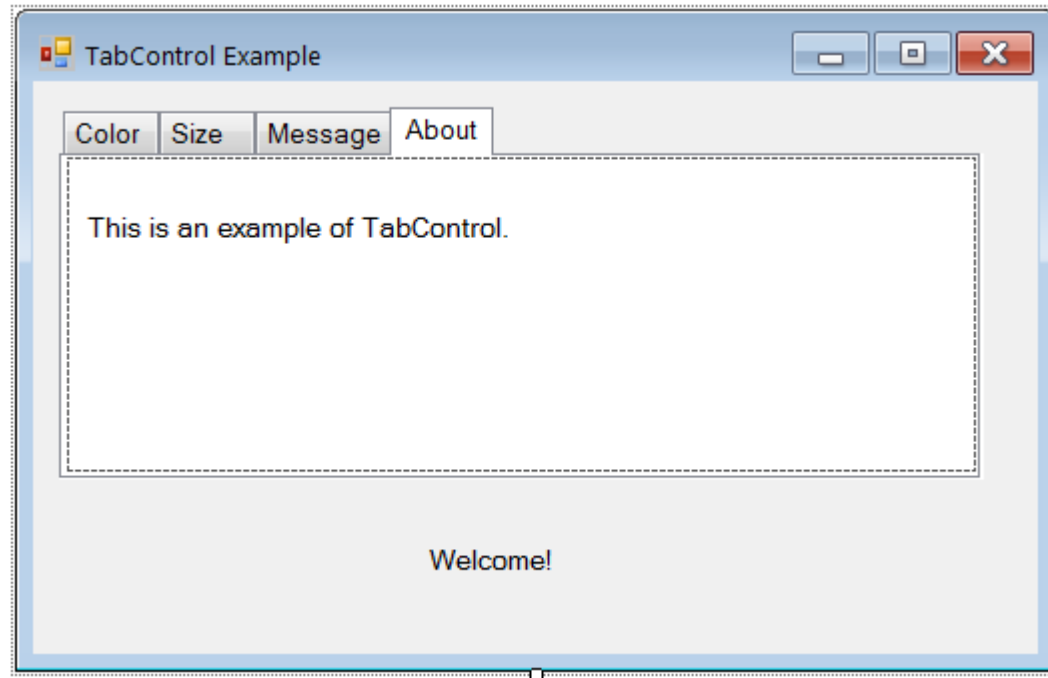 TabControl Example
Color Size Message About
This is an example of TabControl.
Welcome!